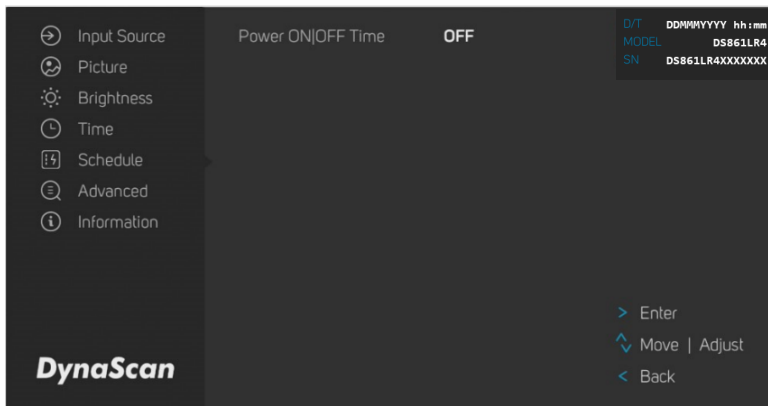 Input Source
Picture
Brightness
Time
Schedule
Advanced
Information
DynaScan
Power ON|OFF Time OFF
D/T DDMMMYYYY hh:mm
MODEL DS861LR4
SN DS861LR4XXXXXXX
> Enter
Move | Adjust
< Back